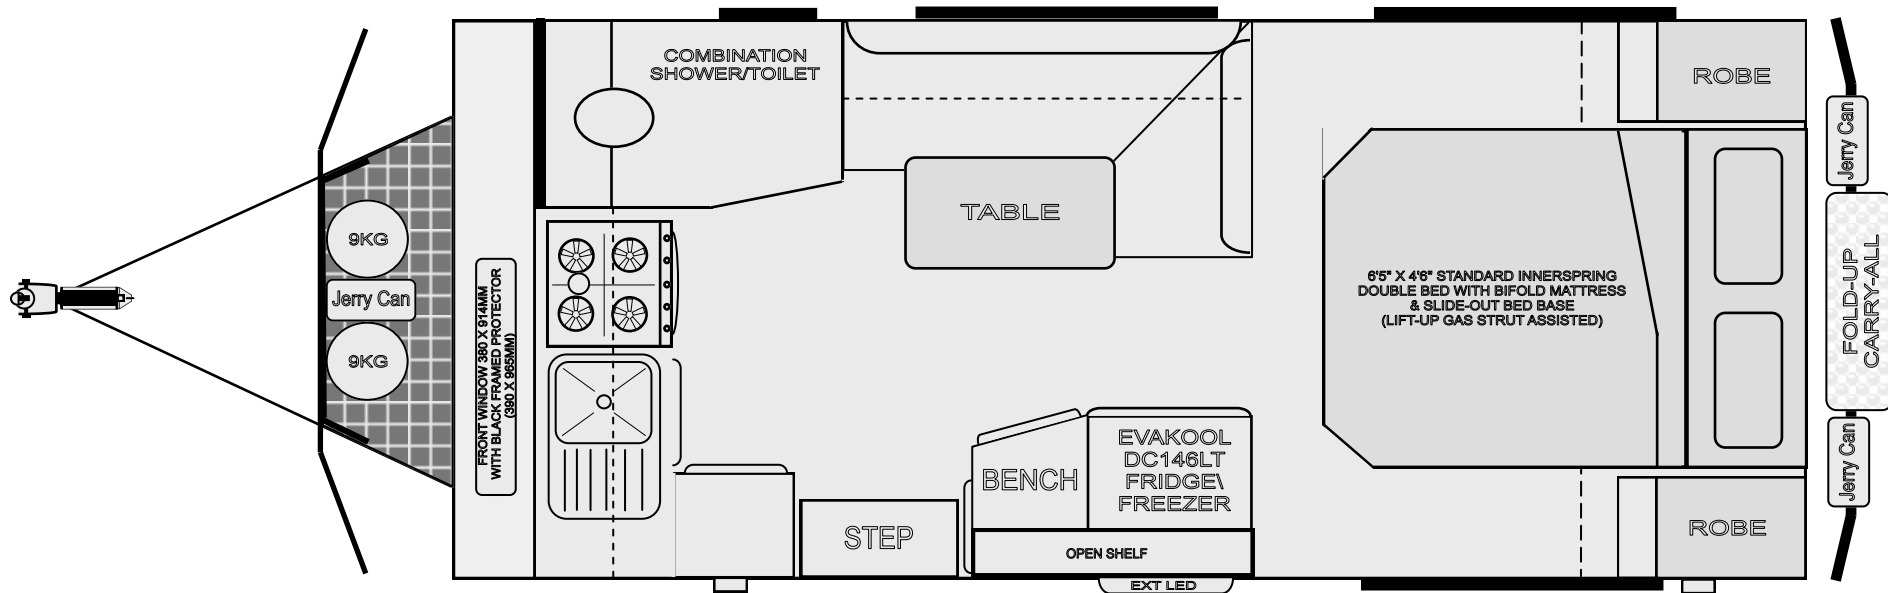 COMBINATION
SHOWER/TOILET
ROBE
Jerry Can
9KG
TABLE
Jerry Can
9KG
FRONT WINDOW 380 X 914MM
WITH BLACK FRAMED PROTECTOR
(390 X 965MM)
6'5" X 4'6" STANDARD INNERSPRING
DOUBLE BED WITH BIFOLD MATTRESS
& SLIDE-OUT BED BASE
(LIFT-UP GAS STRUT ASSISTED)
FOLD-UP
CARRY-ALL
EVAKOOL
DC146LT
FRIDGE\
FREEZER
BENCH
Jerry Can
STEP
ROBE
OPEN SHELF
EXT LED